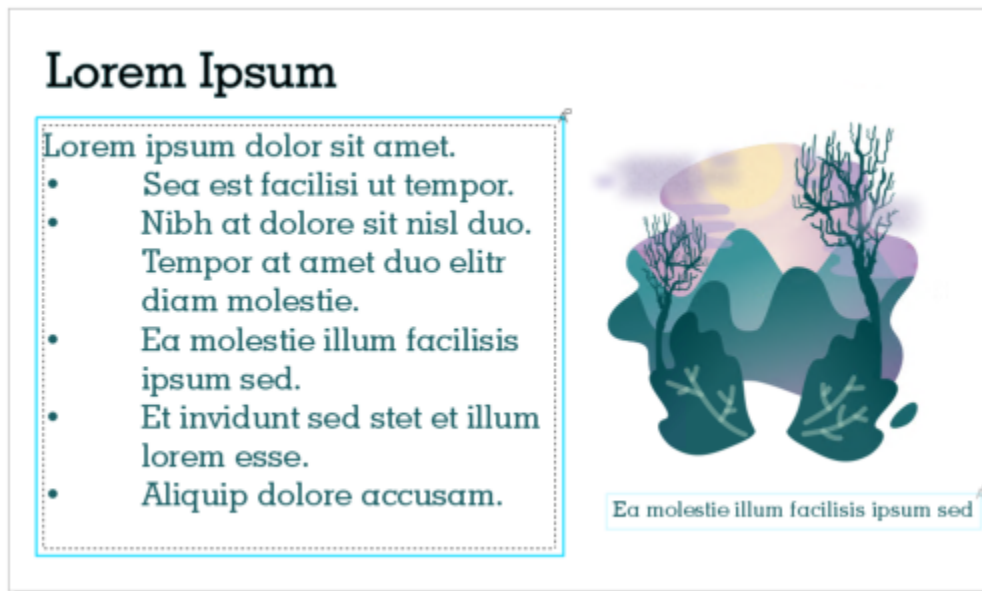 Lorem Ipsum
Lorem ipsum dolor sit amet.
• Sea est facilisi ut tempor.
• Nibh at dolore sit nisl duo.
Tempor at amet duo elitr
diam molestie.
• Ea molestie illum facilisis
ipsum sed.
• Et invidunt sed stet et illum
lorem esse.
• Aliquip dolore accusam.
Ea molestie illum facilisis ipsum sed